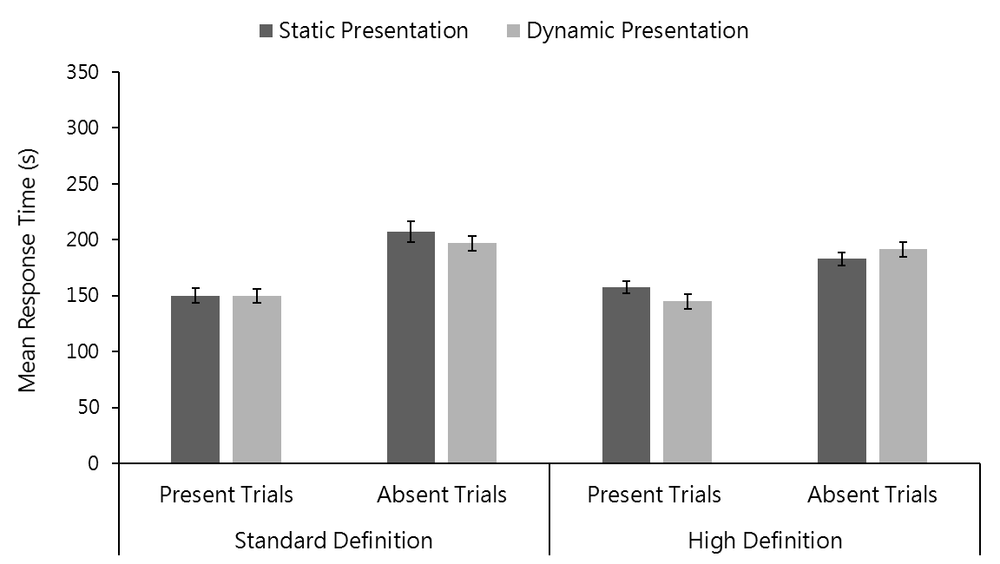 Static Presentation Dynamic Presentation
350
300
250
200
150
100
50
0
Mean Response Time (s)
Present Trials Absent Trials Present Trials Absent Trials
Standard Definition High Definition